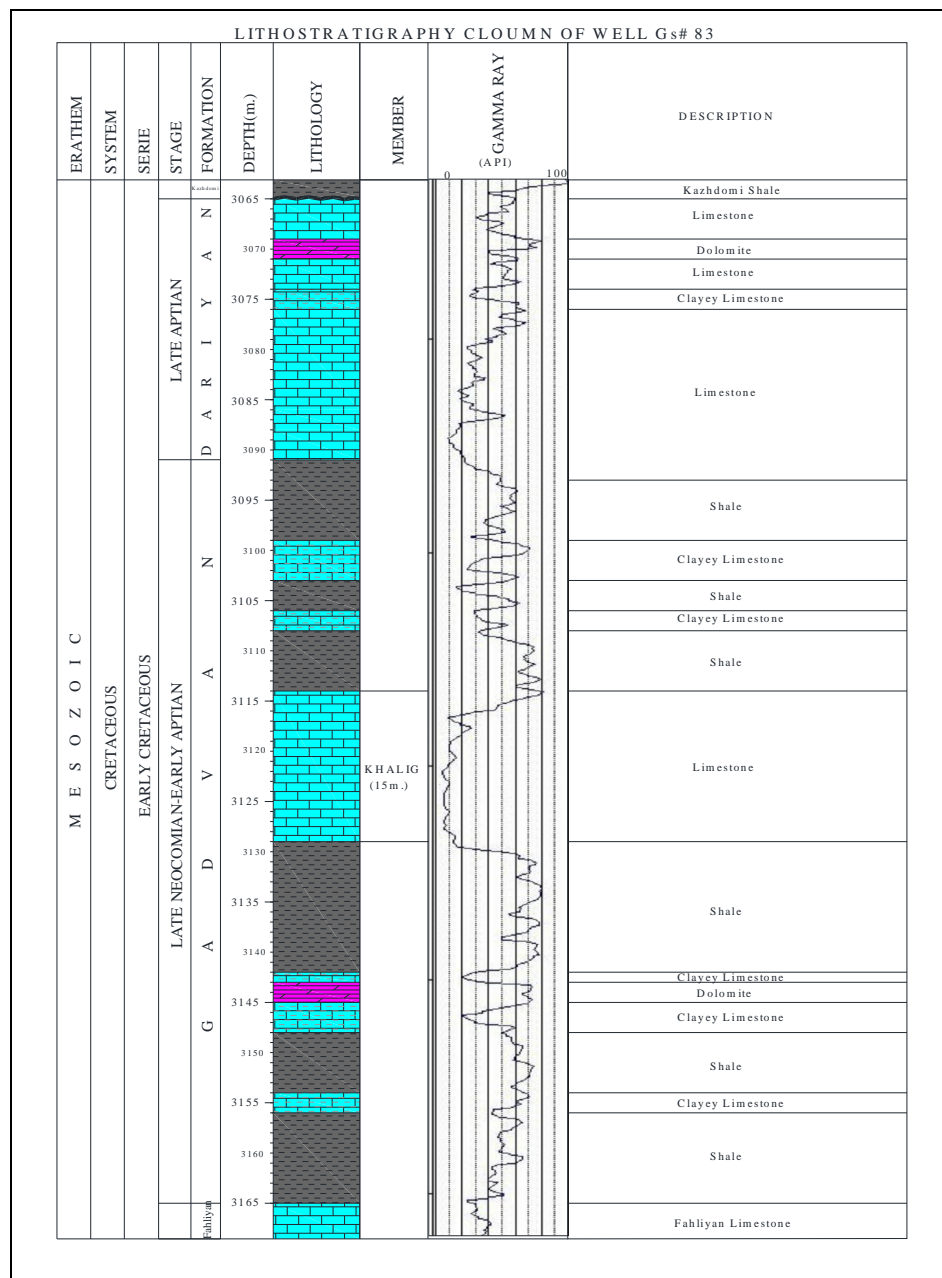 LITHOSTRATIGRAPHY CLOUMN OF WELL Gs# 83
ERATHEM
SYSTEM
SERIE
STAGE
FORMATION
DEPTH(m.)
LITHOLOGY
MEMBER
GAMMA RAY
(API)
0 100
DESCRIPTION
MESOZOIC
CRETACEOUS
EARLY CRETACEOUS
LATE APTIAN
LATE NEOCOMIAN-EARLY APTIAN
Kazhdomi
DARIYAN
GADVAN
Fahliyan
3065
3070
3075
3080
3085
3090
3095
3100
3105
3110
3115
3120
3125
3130
3135
3140
3145
3150
3155
3160
3165
KHALIG
(15m.)
Kazhdomi Shale
Limestone
Dolomite
Limestone
Clayey Limestone
Limestone
Shale
Clayey Limestone
Shale
Clayey Limestone
Shale
Limestone
Shale
Clayey Limestone
Dolomite
Clayey Limestone
Shale
Clayey Limestone
Shale
Fahliyan Limestone